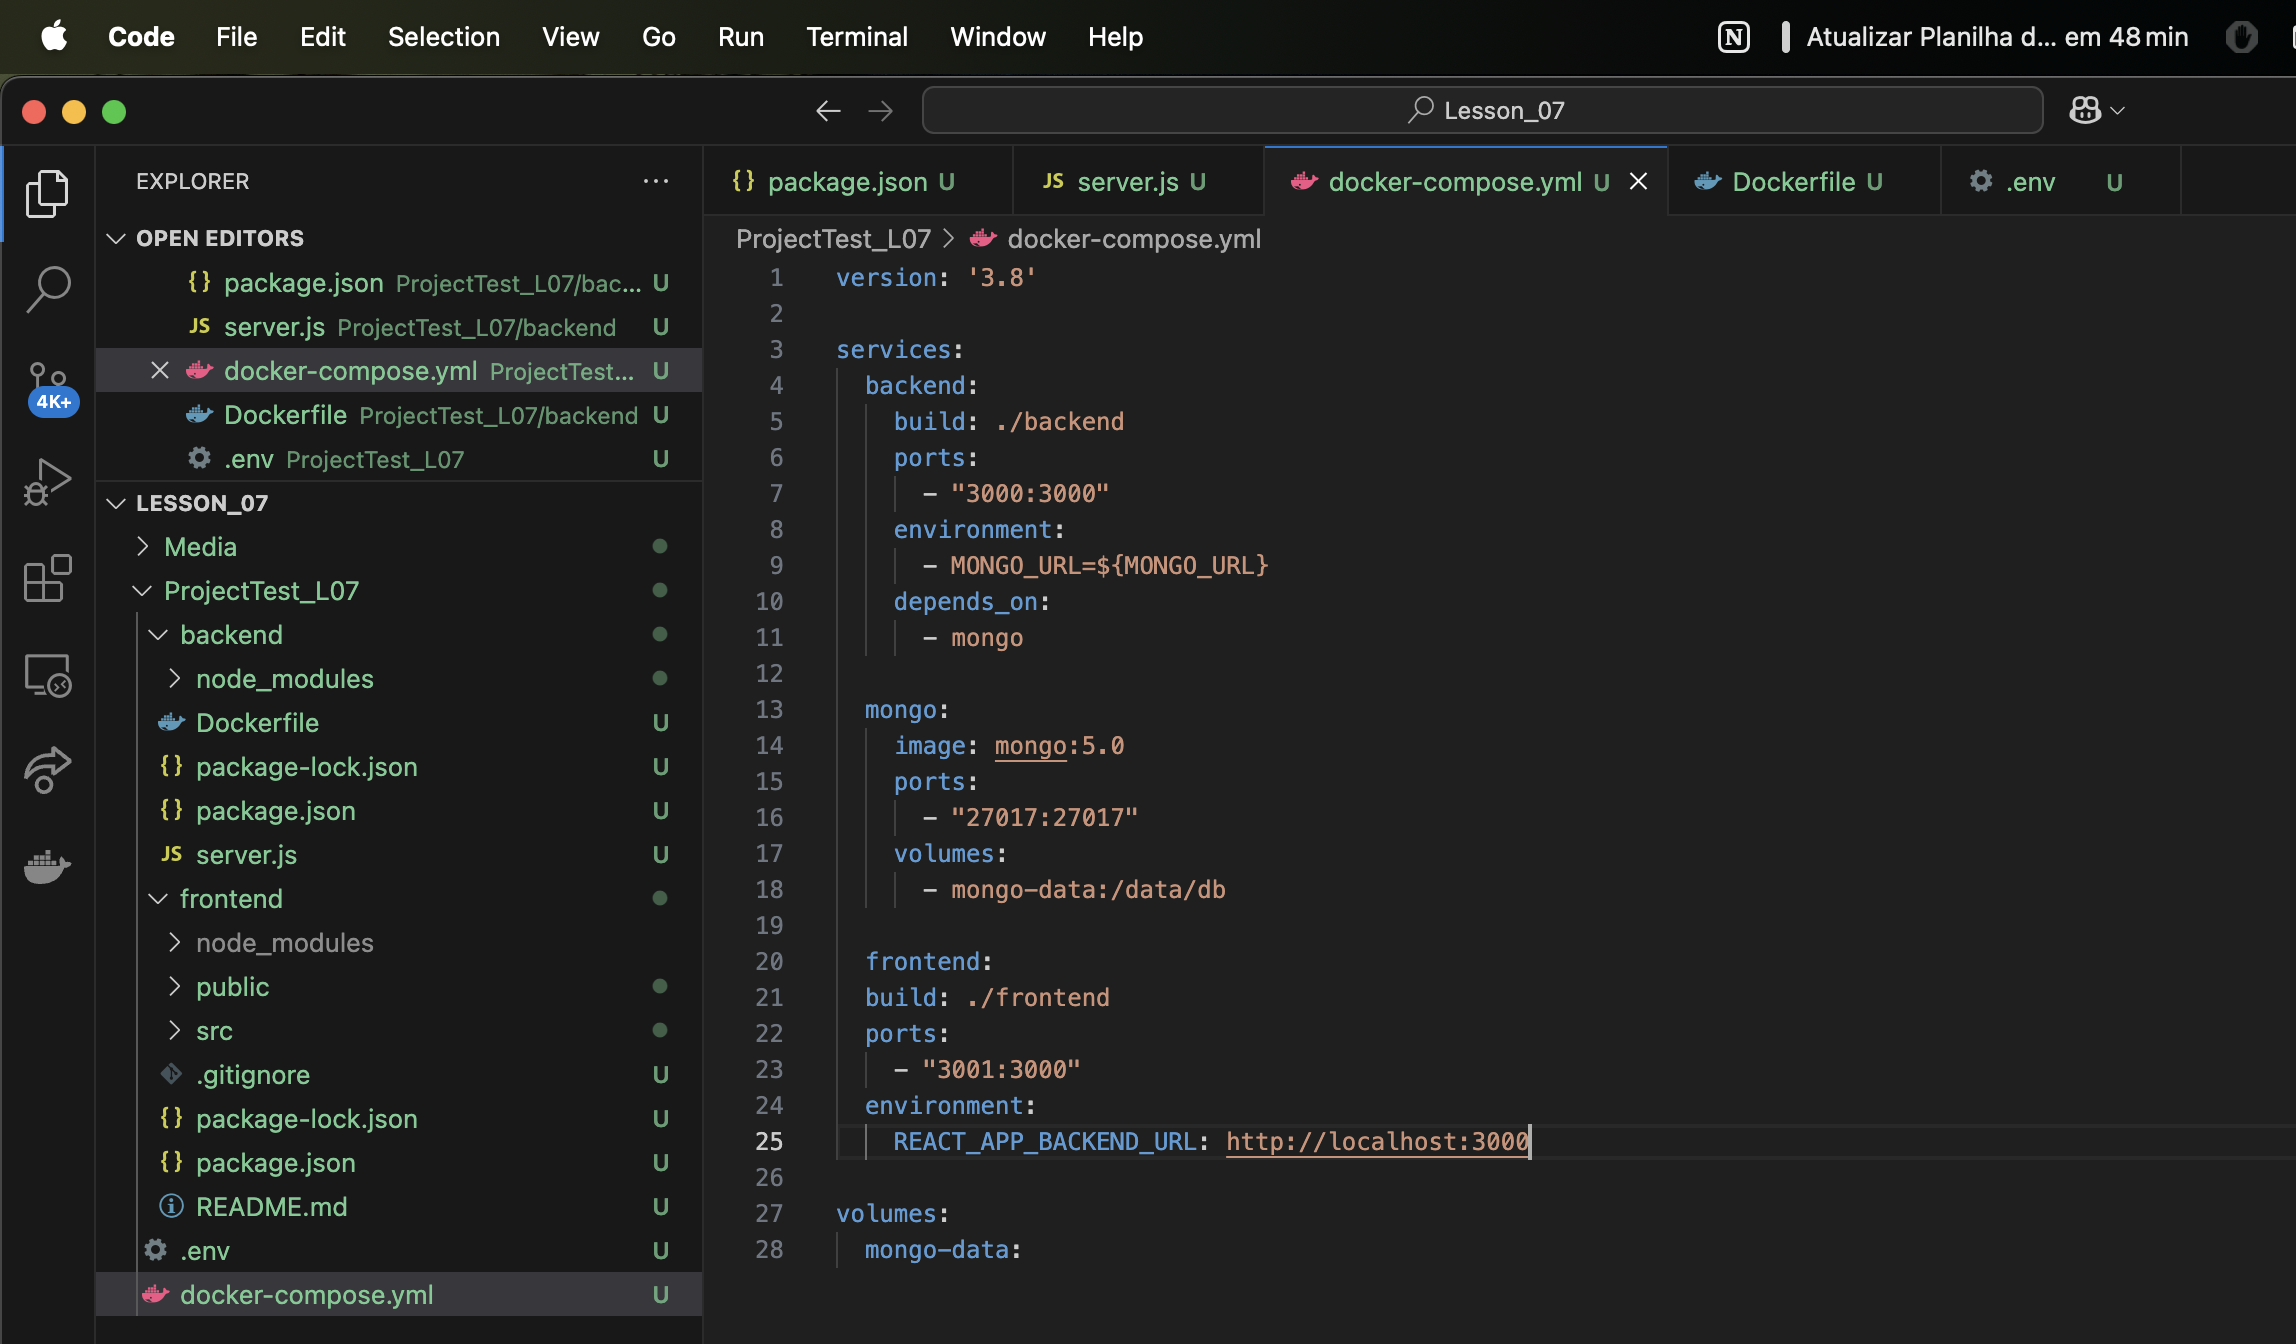 Code File Edit Selection View Go Run Terminal Window Help N Atualizar Planilha d... em 48 min
Lesson_07
EXPLORER
OPEN EDITORS
{} package.json ProjectTest_L07/bac... U
JS server.js ProjectTest_L07/backend U
docker-compose.yml ProjectTest... U
Dockerfile ProjectTest_L07/backend U
.env ProjectTest_L07 U
4K+
LESSON_07
Media
ProjectTest_L07
backend
node_modules
Dockerfile U
{} package-lock.json U
{} package.json U
JS server.js U
frontend
node_modules
public
src
.gitignore U
{} package-lock.json U
{} package.json U
README.md U
.env U
docker-compose.yml U
{} package.json U JS server.js U docker-compose.yml U Dockerfile U .env U
ProjectTest_L07 > docker-compose.yml
1 version: '3.8'
2
3 services:
4 backend:
5 build: ./backend
6 ports:
7 - "3000:3000"
8 environment:
9 - MONGO_URL=${MONGO_URL}
10 depends_on:
11 - mongo
12
13 mongo:
14 image: mongo:5.0
15 ports:
16 - "27017:27017"
17 volumes:
18 - mongo-data:/data/db
19
20 frontend:
21 build: ./frontend
22 ports:
23 - "3001:3000"
24 environment:
25 REACT_APP_BACKEND_URL: http://localhost:3000
26
27 volumes:
28 mongo-data: